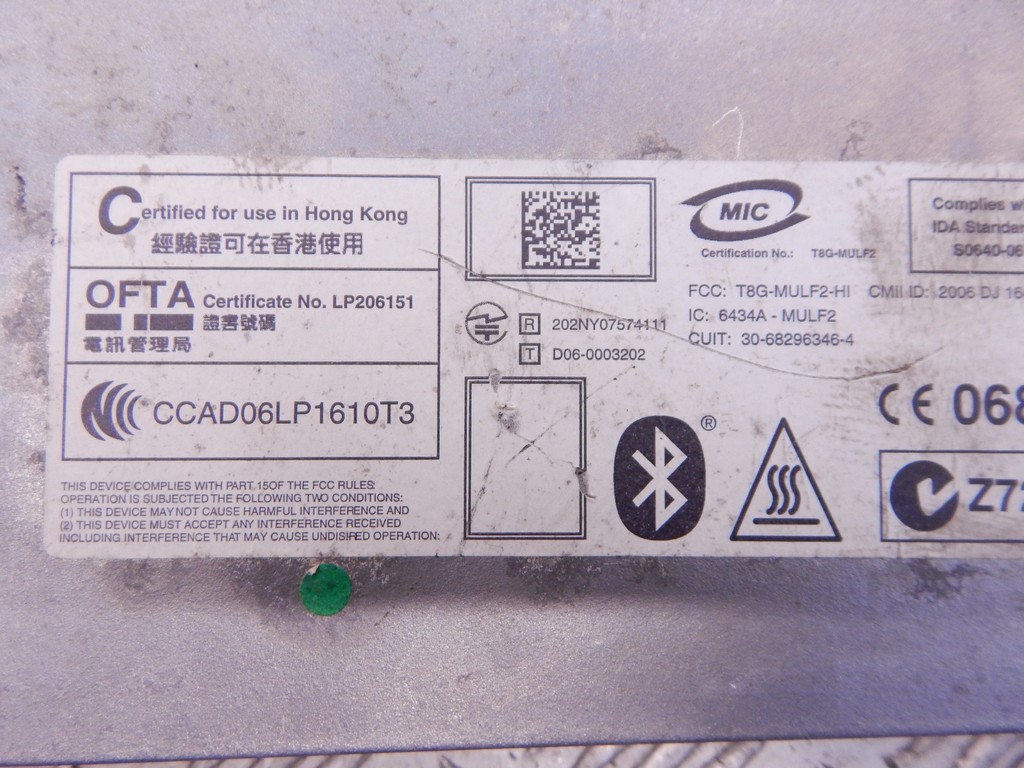 Certified for use in Hong Kong
經驗證可在香港使用
OFTA Certificate No. LP206151
證書號碼
電訊管理局
CCAD06LP1610T3
THIS DEVICE COMPLIES WITH PART 15OF THE FCC RULES:
OPERATION IS SUBJECTED THE FOLLOWING TWO CONDITIONS:
(1) THIS DEVICE MAY NOT CAUSE HARMFUL INTERFERENCE AND
(2) THIS DEVICE MUST ACCEPT ANY INTERFERENCE RECEIVED
INCLUDING INTERFERENCE THAT MAY CAUSE UNDISIRED OPERATION:
R 202NY07574111
T D06-0003202
MIC
Certification No.: T8G-MULF2
FCC: T8G-MULF2-HI CMII ID: 2006 DJ 16
IC: 6434A - MULF2
CUIT: 30-68296346-4
®
Complies w
IDA Standar
S0640-06
CE 068
Z72